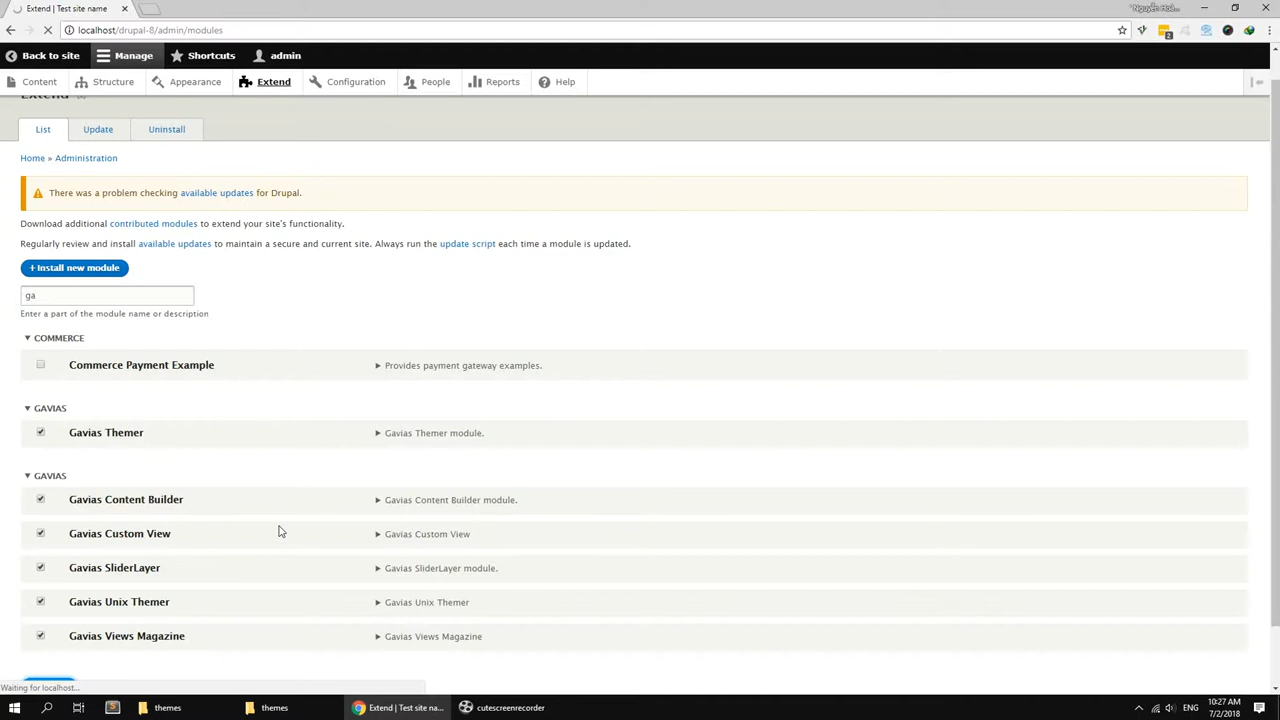 Extend | Test site name
"Nguyễn Hoà...
localhost/drupal-8/admin/modules
2
Back to site
Manage
Shortcuts
admin
Content
Structure
Appearance
Extend
Configuration
People
Reports
Help
Extend
List
Update
Uninstall
Home » Administration
There was a problem checking available updates for Drupal.
Download additional contributed modules to extend your site's functionality.
Regularly review and install available updates to maintain a secure and current site. Always run the update script each time a module is updated.
+ Install new module
ga
Enter a part of the module name or description
COMMERCE
Commerce Payment Example
Provides payment gateway examples.
GAVIAS
Gavias Themer
Gavias Themer module.
GAVIAS
Gavias Content Builder
Gavias Content Builder module.
Gavias Custom View
Gavias Custom View
Gavias SliderLayer
Gavias SliderLayer module.
Gavias Unix Themer
Gavias Unix Themer
Gavias Views Magazine
Gavias Views Magazine
Waiting for localhost...
themes
themes
Extend | Test site na...
cutescreenrecorder
ENG
10:27 AM
7/2/2018